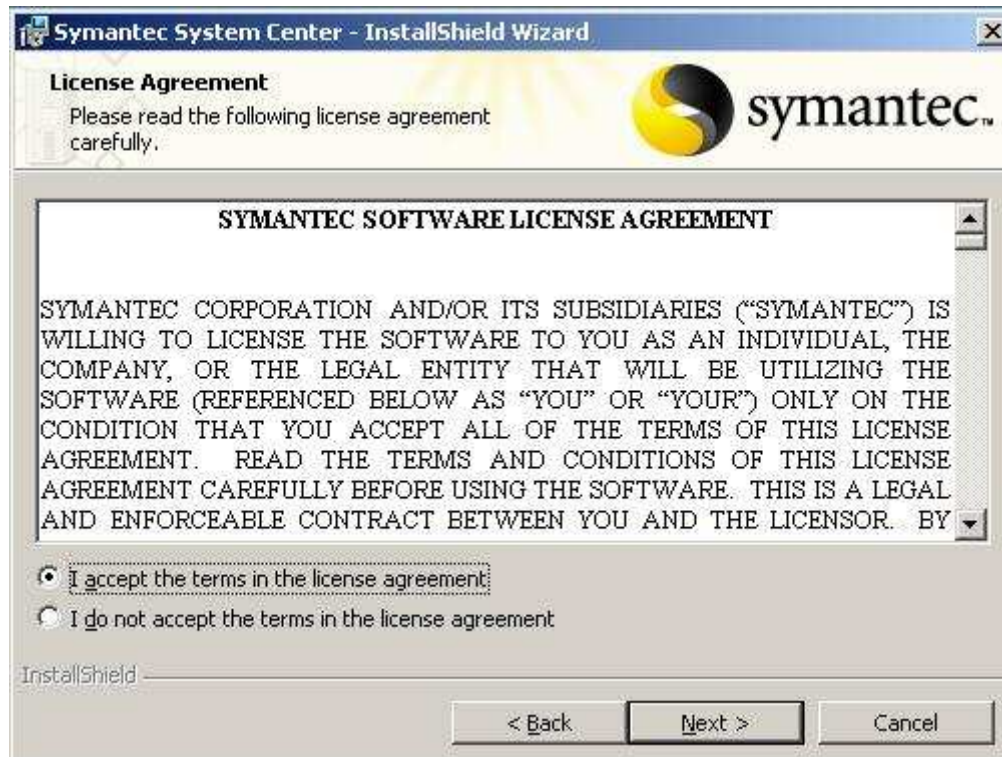 Symantec System Center - InstallShield Wizard
License Agreement
Please read the following license agreement
carefully.
symantec.
SYMANTEC SOFTWARE LICENSE AGREEMENT
SYMANTEC CORPORATION AND/OR ITS SUBSIDIARIES (“SYMANTEC”) IS
WILLING TO LICENSE THE SOFTWARE TO YOU AS AN INDIVIDUAL, THE
COMPANY, OR THE LEGAL ENTITY THAT WILL BE UTILIZING THE
SOFTWARE (REFERENCED BELOW AS “YOU” OR “YOUR”) ONLY ON THE
CONDITION THAT YOU ACCEPT ALL OF THE TERMS OF THIS LICENSE
AGREEMENT. READ THE TERMS AND CONDITIONS OF THIS LICENSE
AGREEMENT CAREFULLY BEFORE USING THE SOFTWARE. THIS IS A LEGAL
AND ENFORCEABLE CONTRACT BETWEEN YOU AND THE LICENSOR. BY
I accept the terms in the license agreement
I do not accept the terms in the license agreement
InstallShield
< Back
Next >
Cancel